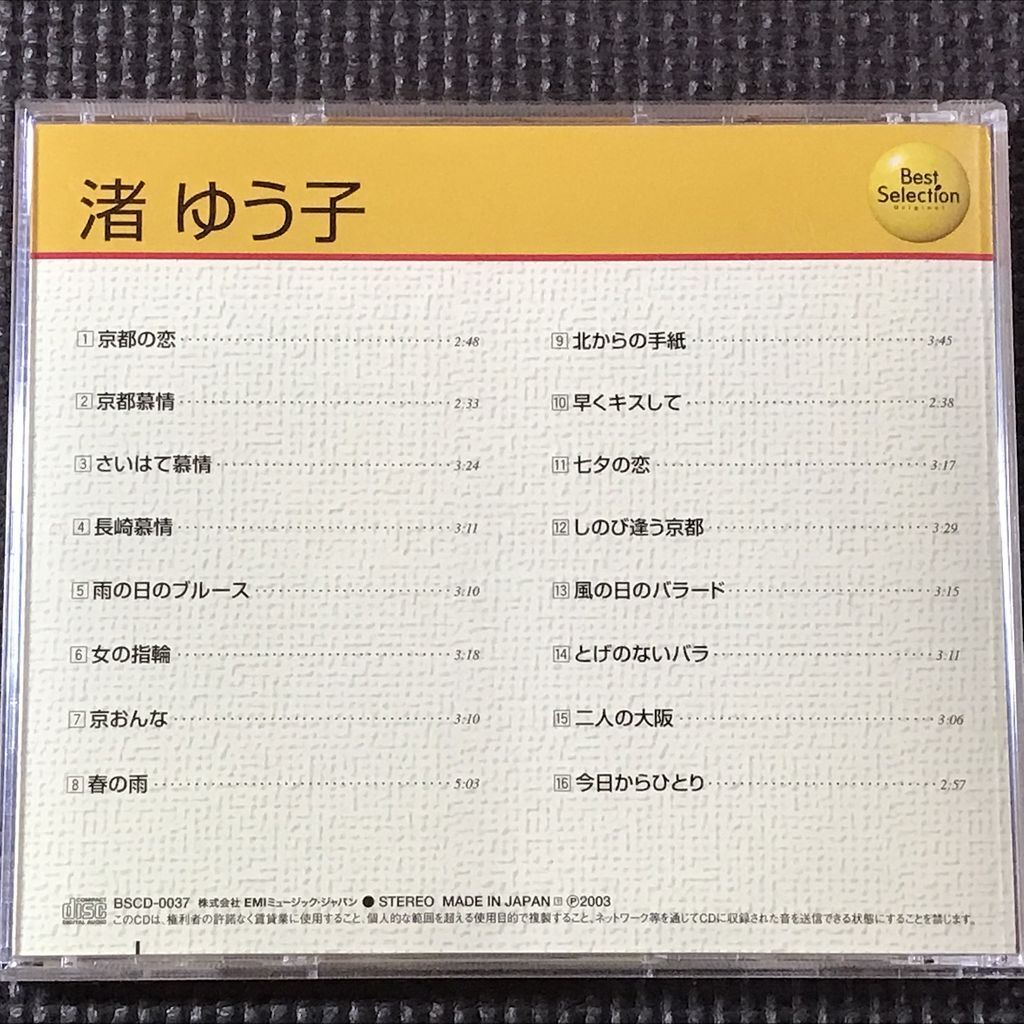 渚 ゆう子
Best
Selection
Original
1 京都の恋 2:48
2 京都慕情 2:33
3 さいはて慕情 3:24
4 長崎慕情 3:11
5 雨の日のブルース 3:10
6 女の指輪 3:18
7 京おんな 3:10
8 春の雨 5:03
9 北からの手紙 3:45
10 早くキスして 2:38
11 七夕の恋 3:17
12 しのび逢う京都 3:29
13 風の日のバラード 3:15
14 とげのないバラ 3:11
15 二人の大阪 3:06
16 今日からひとり 2:57
COMPACT
disc
DIGITAL AUDIO
BSCD-0037 株式会社 EMIミュージック・ジャパン ● STEREO MADE IN JAPAN ℗2003
このCDは、権利者の許諾なく賃貸業に使用すること、個人的な範囲を超える使用目的で複製すること、ネットワーク等を通じてCDに収録された音を送信できる状態にすることを禁じます。